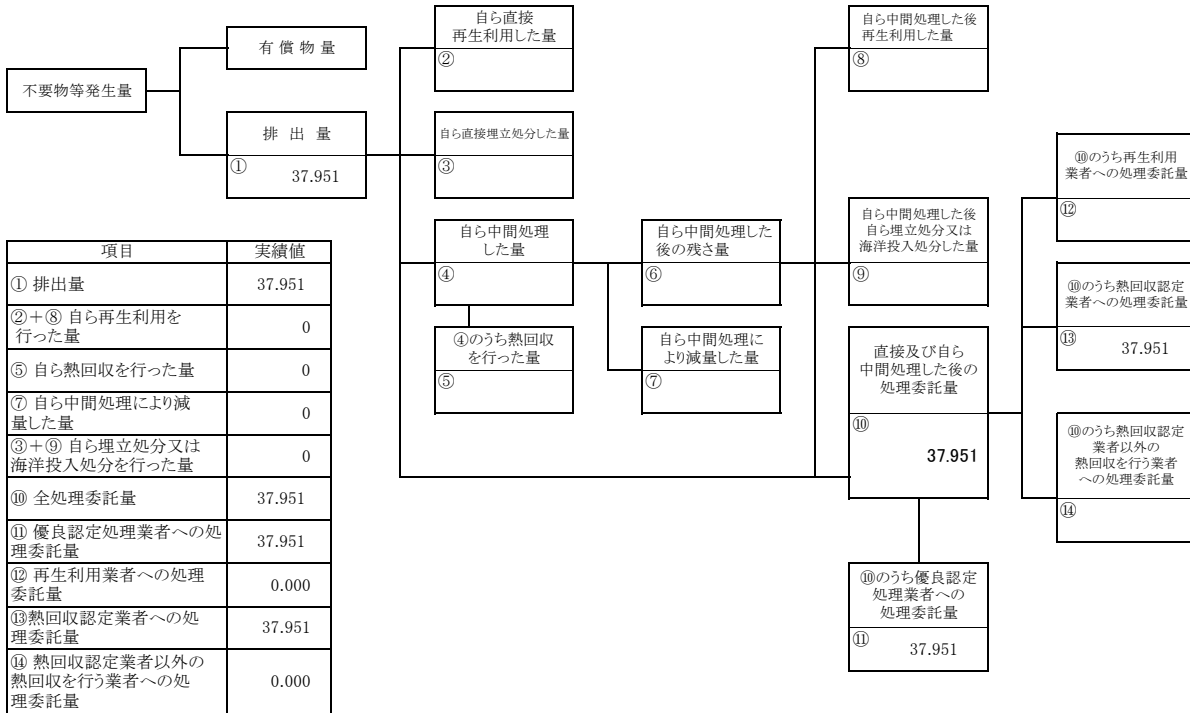 自ら直接
再生利用した量
②
自ら中間処理した後
再生利用した量
⑧
有 償 物 量
不要物等発生量
排 出 量
①
37.951
自ら直接埋立処分した量
③
⑩のうち再生利用
業者への処理委託量
⑫
自ら中間処理
した量
④
自ら中間処理した
後の残さ量
⑥
自ら中間処理した後
自ら埋立処分又は
海洋投入処分した量
⑨
⑩のうち熱回収認定
業者への処理委託量
⑬
37.951
④のうち熱回収
を行った量
⑤
自ら中間処理に
より減量した量
⑦
直接及び自ら
中間処理した後の
処理委託量
⑩
37.951
⑩のうち熱回収認定
業者以外の
熱回収を行う業者
への処理委託量
⑭
⑩のうち優良認定
処理業者への
処理委託量
⑪
37.951
項目 実績値
① 排出量 37.951
②+⑧ 自ら再生利用を
行った量 0
⑤ 自ら熱回収を行った量 0
⑦ 自ら中間処理により減
量した量 0
③+⑨ 自ら埋立処分又は
海洋投入処分を行った量 0
⑩ 全処理委託量 37.951
⑪ 優良認定処理業者への処
理委託量 37.951
⑫ 再生利用業者への処理
委託量 0.000
⑬熱回収認定業者への処
理委託量 37.951
⑭ 熱回収認定業者以外の
熱回収を行う業者への処
理委託量 0.000